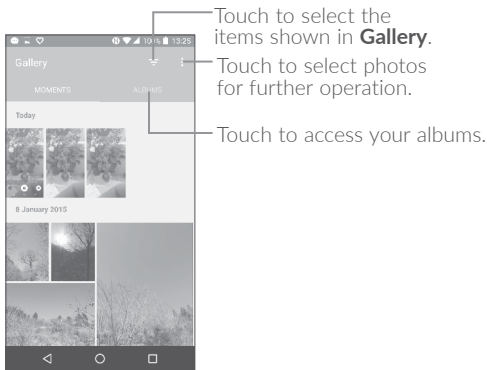 Touch to select the
items shown in Gallery.
100% 13:25
Gallery
Touch to select photos
for further operation.
MOMENTS ALBUMS
Touch to access your albums.
Today
8 January 2015